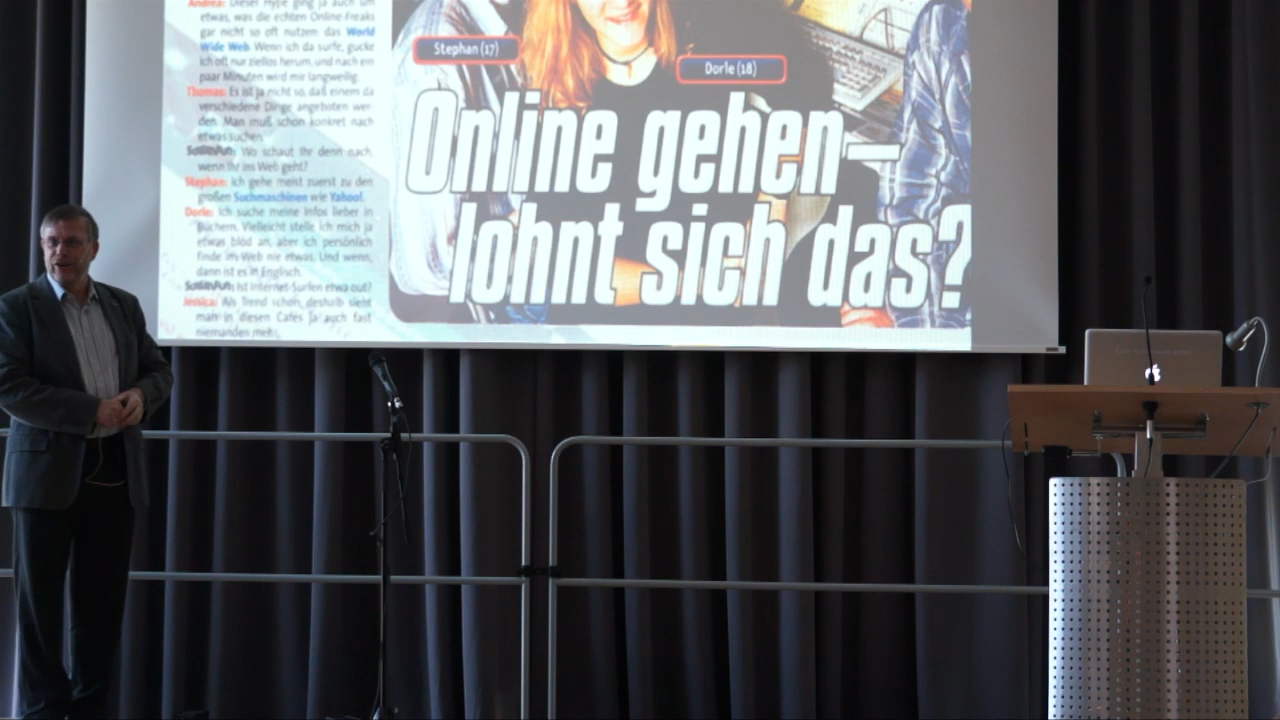 Andrea: Dieser Hype ging ja auch um
etwas, was die echten Online-Freaks
gar nicht so oft nutzen: das World
Wide Web. Wenn ich da surfe, gucke
ich oft nur ziellos herum, und nach ein
paar Minuten wird mir langweilig.
Thomas: Es ist ja nicht so, daß einem da
verschiedene Dinge angeboten wer-
den. Man muß schon konkret nach
etwas suchen.
Wo schaut Ihr denn nach,
wenn Ihr ins Web geht?
Stephan: Ich gehe meist zuerst zu den
großen Suchmaschinen wie Yahoo!.
Dorle: Ich suche meine Infos lieber in
Büchern. Vielleicht stelle ich mich ja
etwas blöd an, aber ich persönlich
finde im Web nie etwas. Und wenn,
dann ist es in Englisch.
Ist Internet-Surfen etwa out?
Jessica: Als Trend schon, deshalb sieht
man in diesen Cafés ja auch fast
niemanden mehr.
Stephan (17)
Dorle (18)
Online gehen–
lohnt sich das?